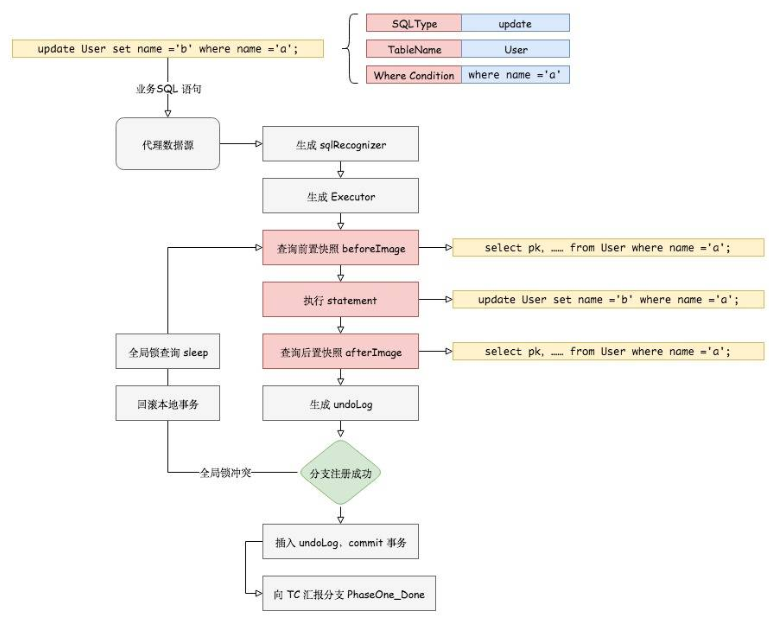 update User set name ='b' where name ='a';
SQLType update
TableName User
Where Condition where name ='a'
业务SQL 语句
代理数据源
生成 sqlRecognizer
生成 Executor
查询前置快照 beforeImage
select pk, …… from User where name ='a';
执行 statement
update User set name ='b' where name ='a';
全局锁查询 sleep
查询后置快照 afterImage
select pk, …… from User where name ='a';
回滚本地事务
生成 undoLog
全局锁冲突
分支注册成功
插入 undoLog、commit 事务
向 TC 汇报分支 PhaseOne_Done